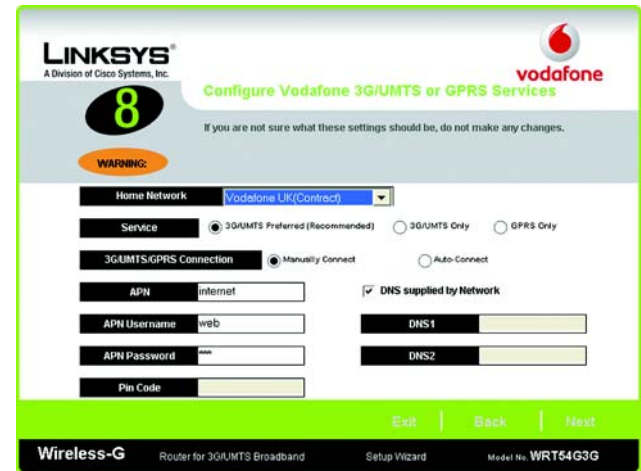 LINKSYS®
A Division of Cisco Systems, Inc.
vodafone
8
Configure Vodafone 3G/UMTS or GPRS Services
If you are not sure what these settings should be, do not make any changes.
WARNING:
Home Network Vodafone UK(Contract)
Service 3G/UMTS Preferred (Recommended) 3G/UMTS Only GPRS Only
3G/UMTS/GPRS Connection Manually Connect Auto-Connect
APN internet DNS supplied by Network
APN Username web DNS1
APN Password *** DNS2
Pin Code
Exit Back Next
Wireless-G Router for 3G/UMTS Broadband Setup Wizard Model No. WRT54G3G